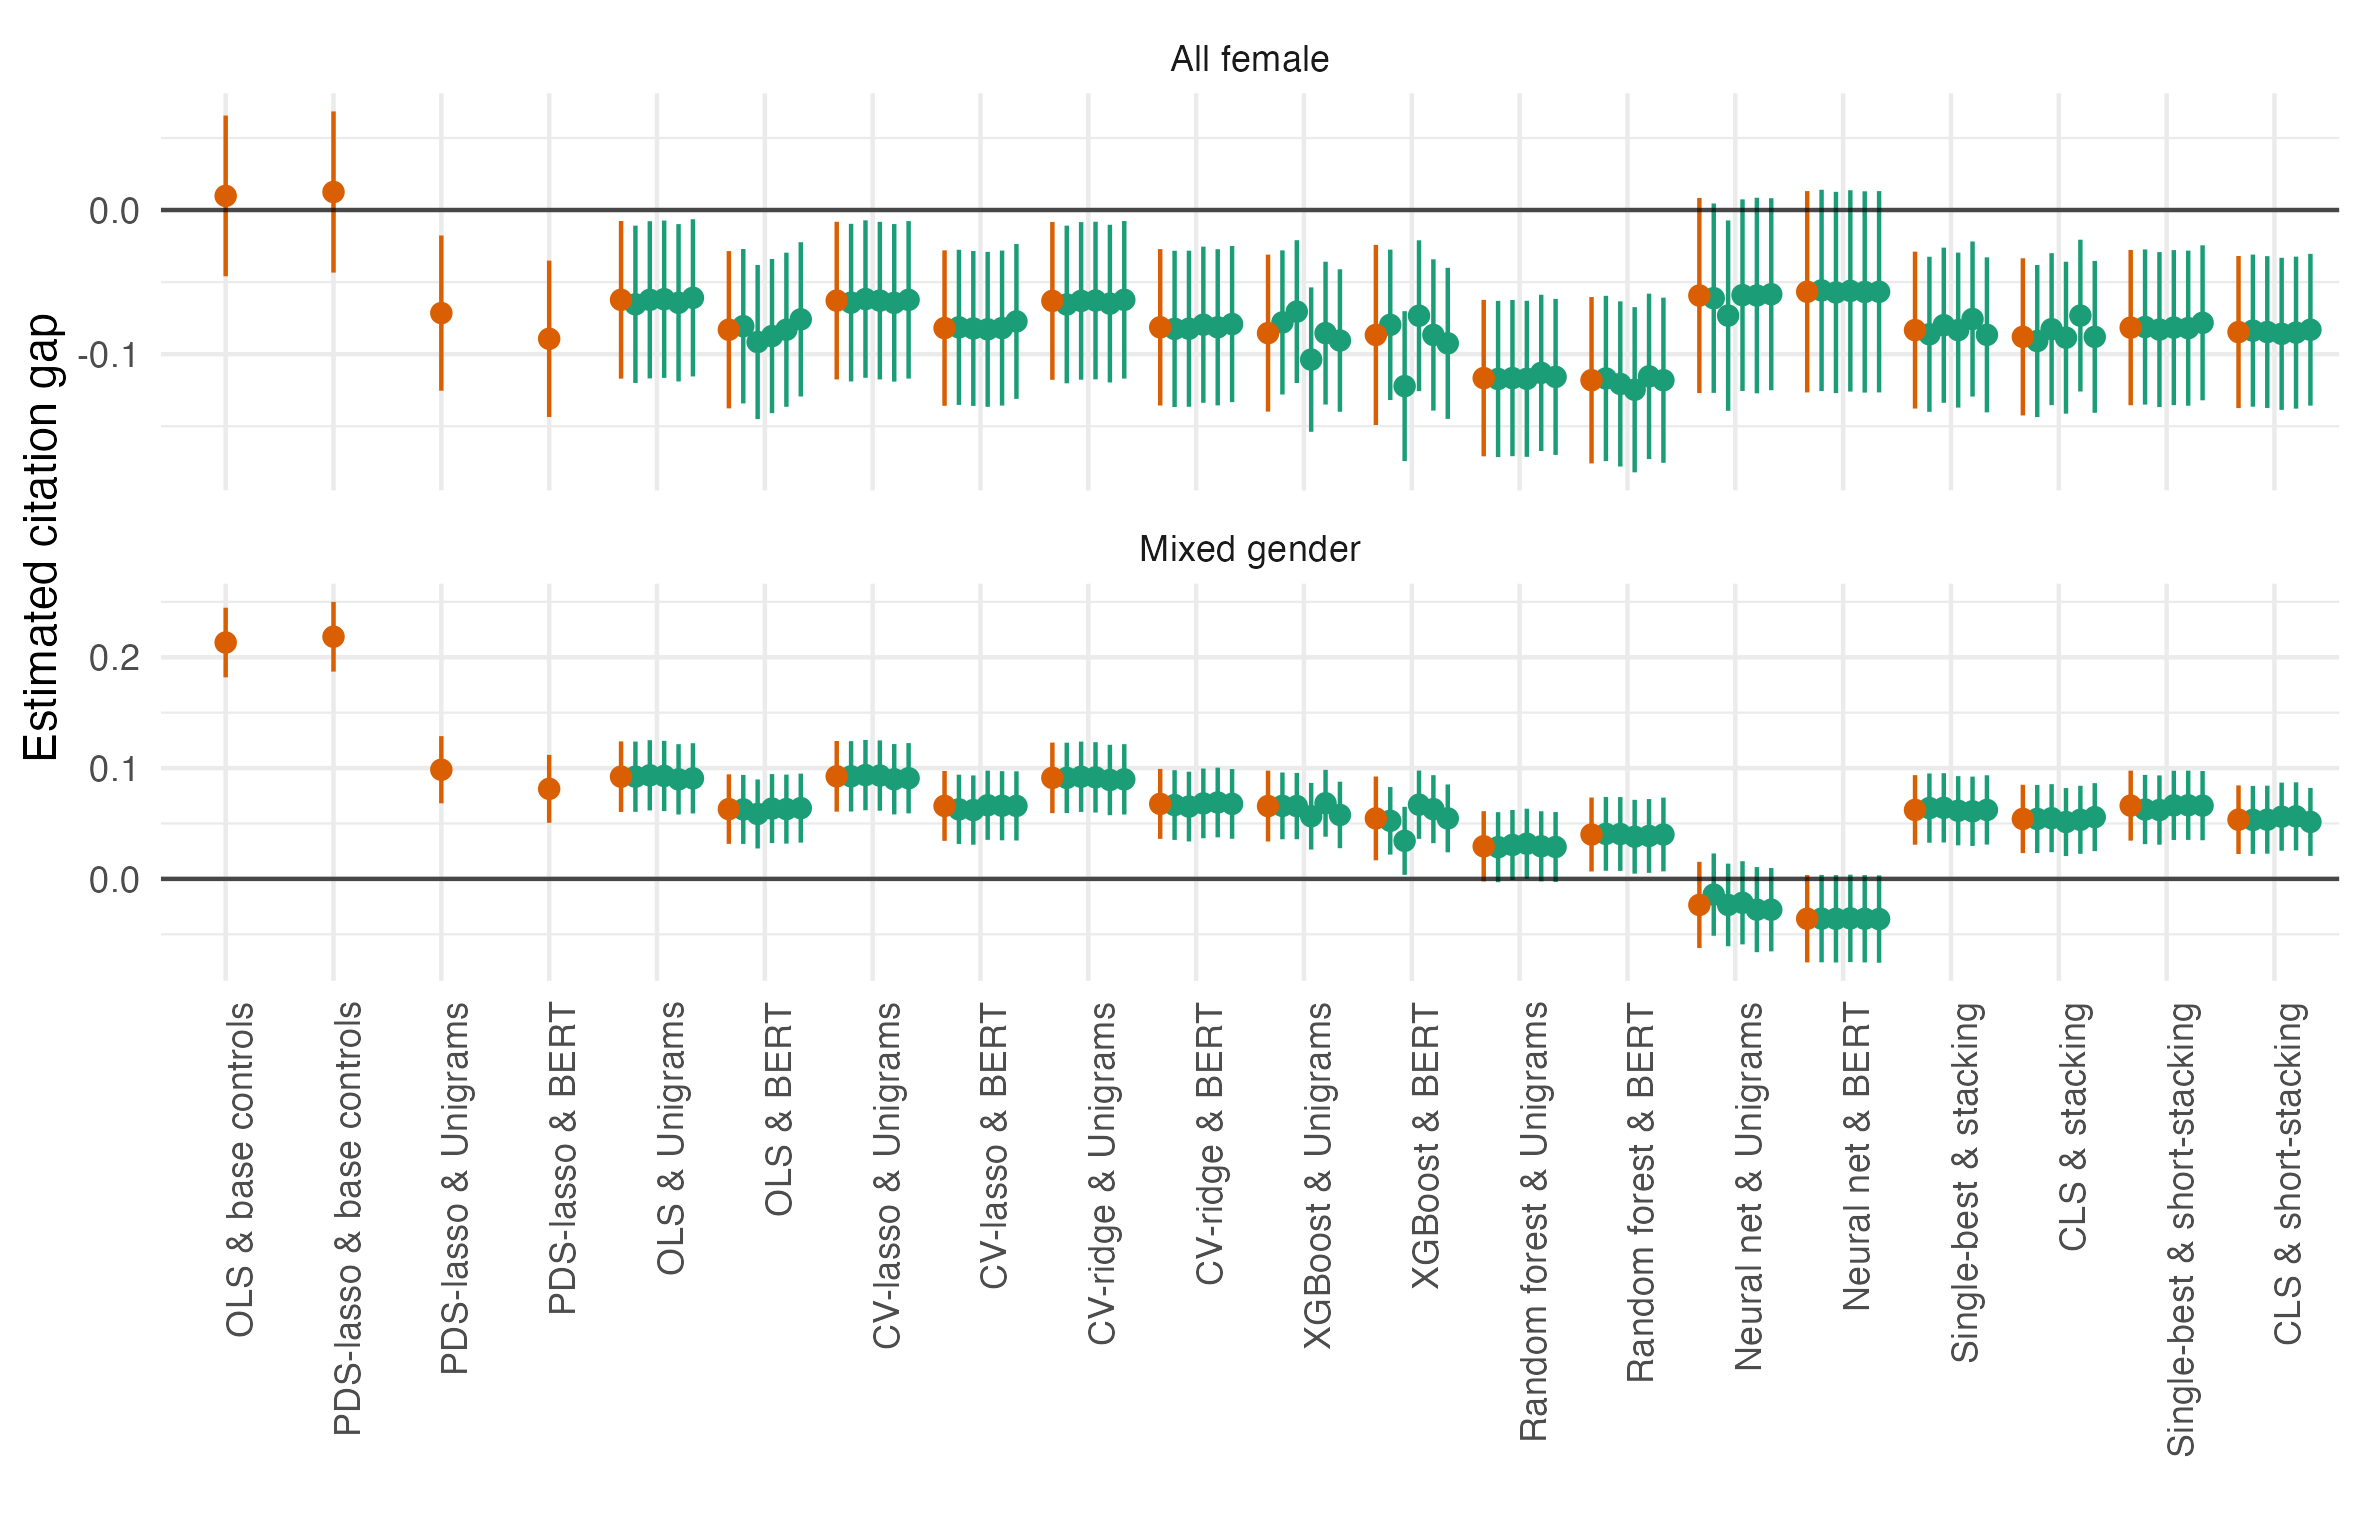 All female
0.0
-0.1
Estimated citation gap
Mixed gender
0.2
0.1
0.0
OLS & base controls
PDS-lasso & base controls
PDS-lasso & Unigrams
PDS-lasso & BERT
OLS & Unigrams
OLS & BERT
CV-lasso & Unigrams
CV-lasso & BERT
CV-ridge & Unigrams
CV-ridge & BERT
XGBoost & Unigrams
XGBoost & BERT
Random forest & Unigrams
Random forest & BERT
Neural net & Unigrams
Neural net & BERT
Single-best & stacking
CLS & stacking
Single-best & short-stacking
CLS & short-stacking